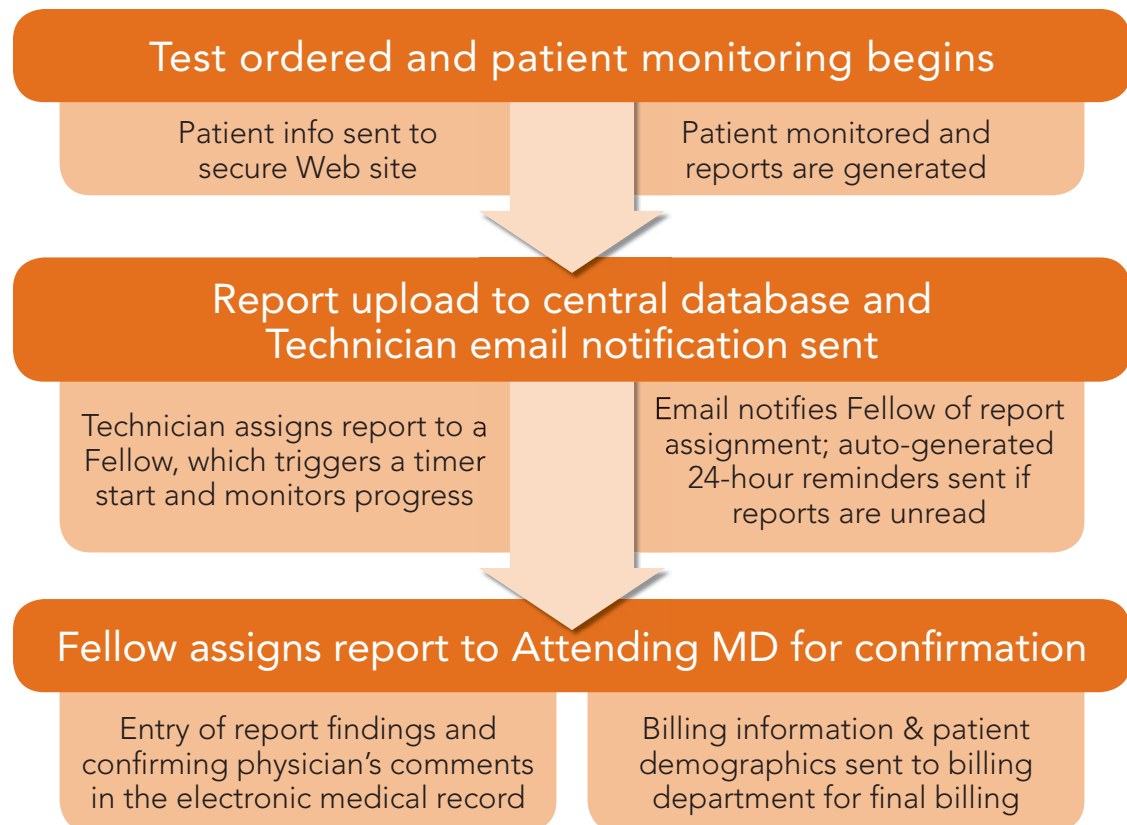 Test ordered and patient monitoring begins
Patient info sent to
secure Web site
Patient monitored and
reports are generated
Report upload to central database and
Technician email notification sent
Technician assigns report to a
Fellow, which triggers a timer
start and monitors progress
Email notifies Fellow of report
assignment; auto-generated
24-hour reminders sent if
reports are unread
Fellow assigns report to Attending MD for confirmation
Entry of report findings and
confirming physician’s comments
in the electronic medical record
Billing information & patient
demographics sent to billing
department for final billing